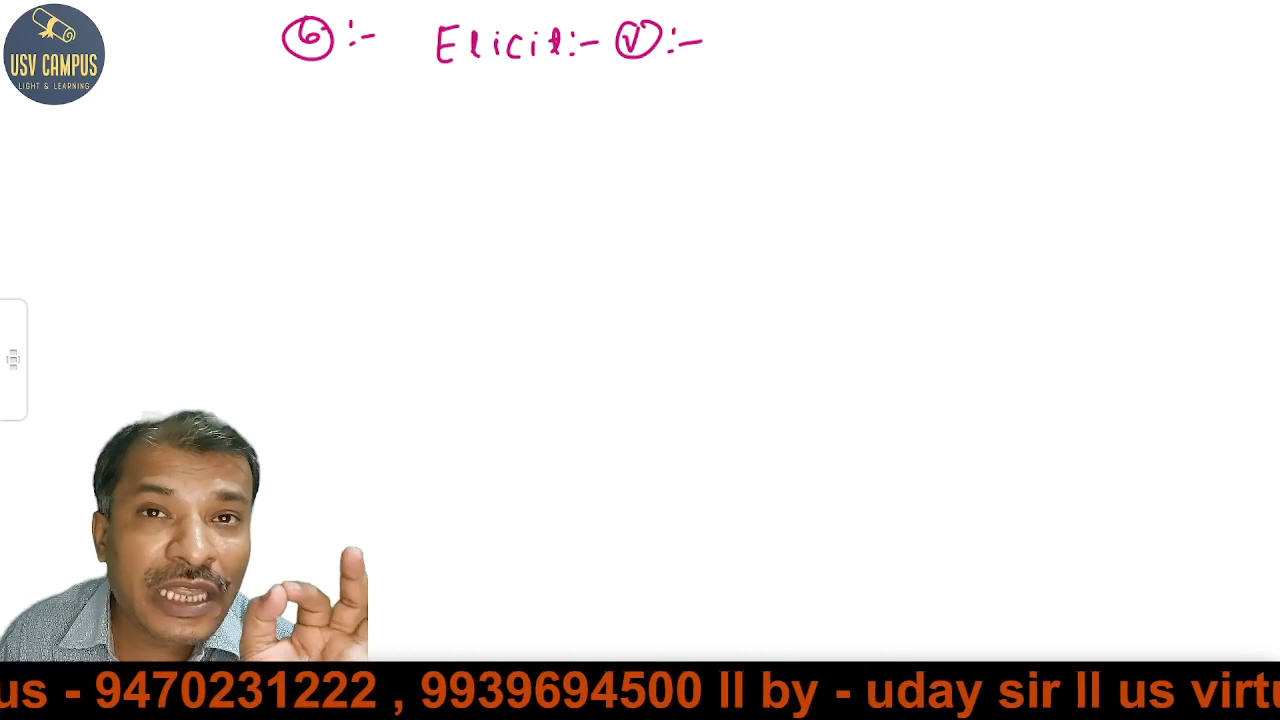 USV CAMPUS
LIGHT & LEARNING
6 :- Elicit :- V :-
us - 9470231222 , 9939694500 ll by - uday sir ll us virtu